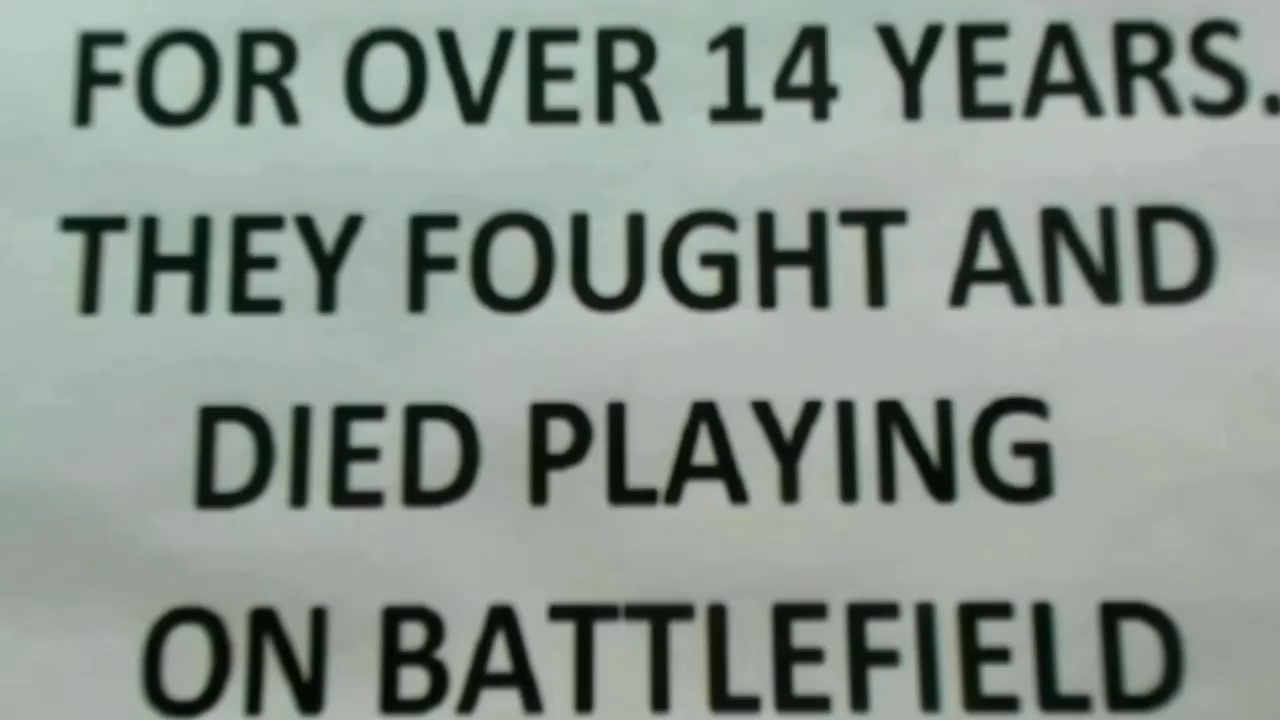 FOR OVER 14 YEARS.
THEY FOUGHT AND
DIED PLAYING
ON BATTLEFIELD